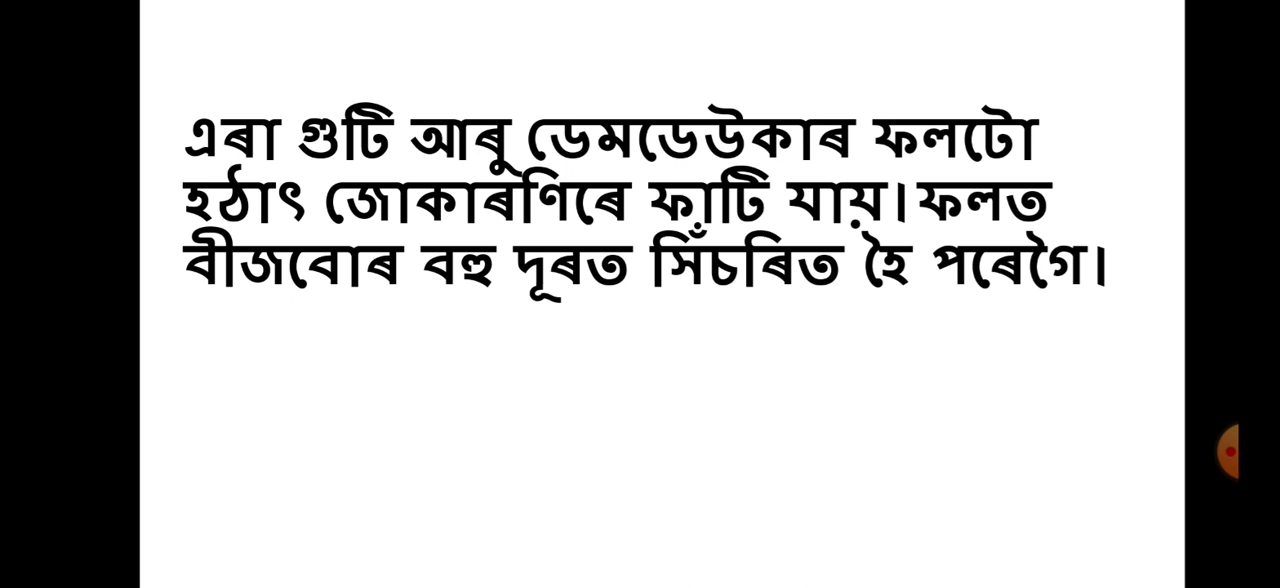 এৰা গুটি আৰু ডেমডেউকাৰ ফলটো
হঠাৎ জোকাৰণিৰে ফাটি যায়।ফলত
বীজবোৰ বহু দূৰত সিঁচৰিত হৈ পৰেগৈ।